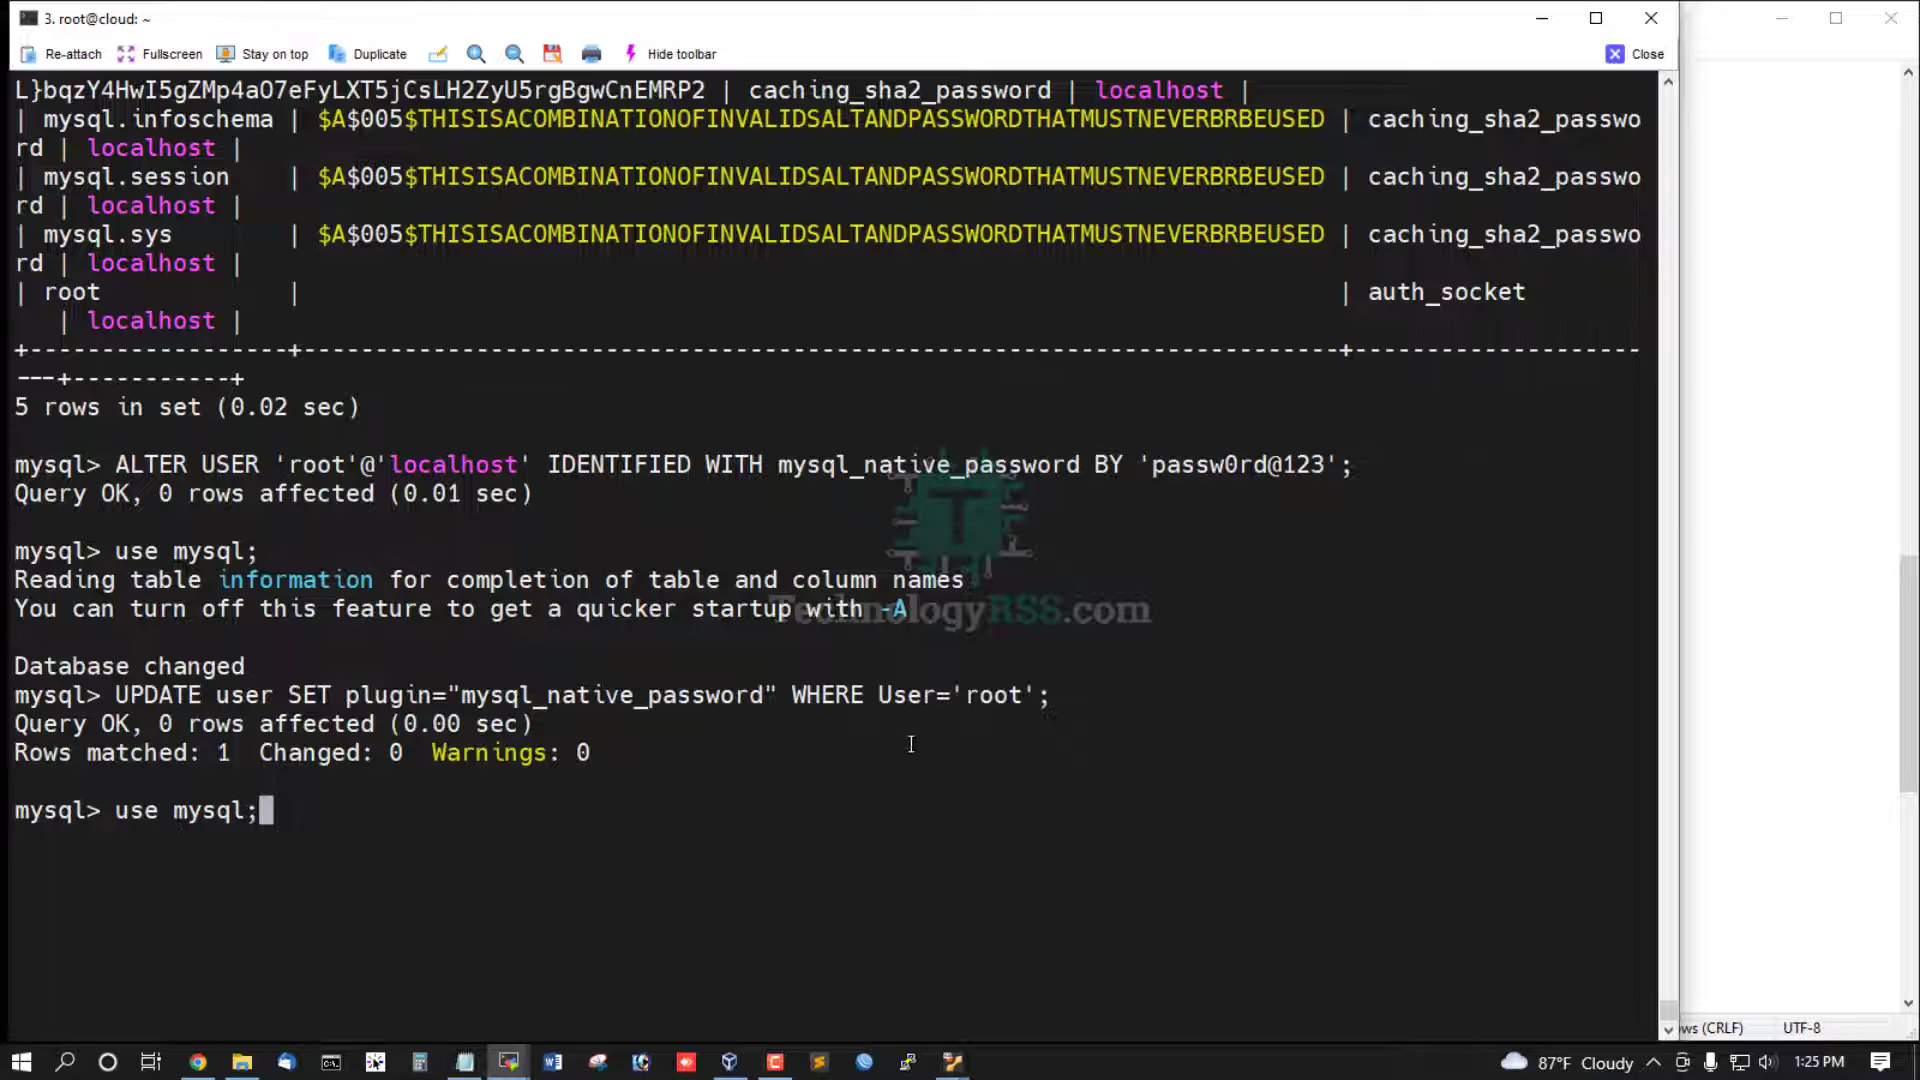 3. root@cloud: ~
Re-attach Fullscreen Stay on top Duplicate Hide toolbar Close
L}bqzY4HwI5gZMp4aO7eFyLXT5jCsLH2ZyU5rgBgwCnEMRP2 | caching_sha2_password | localhost |
| mysql.infoschema | $A$005$THISISACOMBINATIONOFINVALIDSALTANDPASSWORDTHATMUSTNEVERBRBEUSED | caching_sha2_passwo
rd | localhost |
| mysql.session | $A$005$THISISACOMBINATIONOFINVALIDSALTANDPASSWORDTHATMUSTNEVERBRBEUSED | caching_sha2_passwo
rd | localhost |
| mysql.sys | $A$005$THISISACOMBINATIONOFINVALIDSALTANDPASSWORDTHATMUSTNEVERBRBEUSED | caching_sha2_passwo
rd | localhost |
| root | | auth_socket
| localhost |
+------------------+------------------------------------------------------------------------+--------------------
---+-----------+
5 rows in set (0.02 sec)
mysql> ALTER USER 'root'@'localhost' IDENTIFIED WITH mysql_native_password BY 'passw0rd@123';
Query OK, 0 rows affected (0.01 sec)
mysql> use mysql;
Reading table information for completion of table and column names
You can turn off this feature to get a quicker startup with -A
TechnologyRSS.com
Database changed
mysql> UPDATE user SET plugin="mysql_native_password" WHERE User='root';
Query OK, 0 rows affected (0.00 sec)
Rows matched: 1 Changed: 0 Warnings: 0
mysql> use mysql;
ws (CRLF) UTF-8
87°F Cloudy 1:25 PM